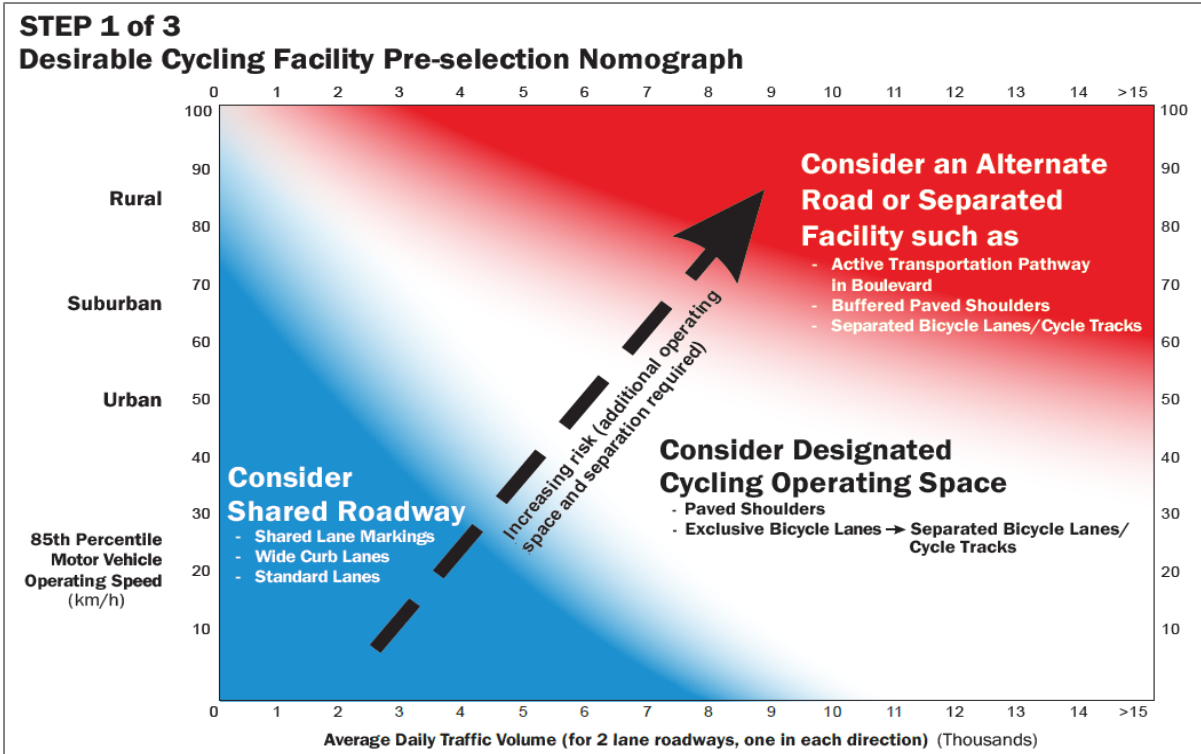 STEP 1 of 3
Desirable Cycling Facility Pre-selection Nomograph
0 1 2 3 4 5 6 7 8 9 10 11 12 13 14 >15
100 100
90 90
Rural
80 80
70 70
Suburban
60 60
Urban
50 50
40 40
30 30
20 20
10 10
85th Percentile
Motor Vehicle
Operating Speed
(km/h)
Consider an Alternate
Road or Separated
Facility such as
- Active Transportation Pathway
in Boulevard
- Buffered Paved Shoulders
- Separated Bicycle Lanes/Cycle Tracks
Increasing risk (additional operating
space and separation required)
Consider Designated
Cycling Operating Space
- Paved Shoulders
- Exclusive Bicycle Lanes → Separated Bicycle Lanes/
Cycle Tracks
Consider
Shared Roadway
- Shared Lane Markings
- Wide Curb Lanes
- Standard Lanes
0 1 2 3 4 5 6 7 8 9 10 11 12 13 14 >15
Average Daily Traffic Volume (for 2 lane roadways, one in each direction) (Thousands)